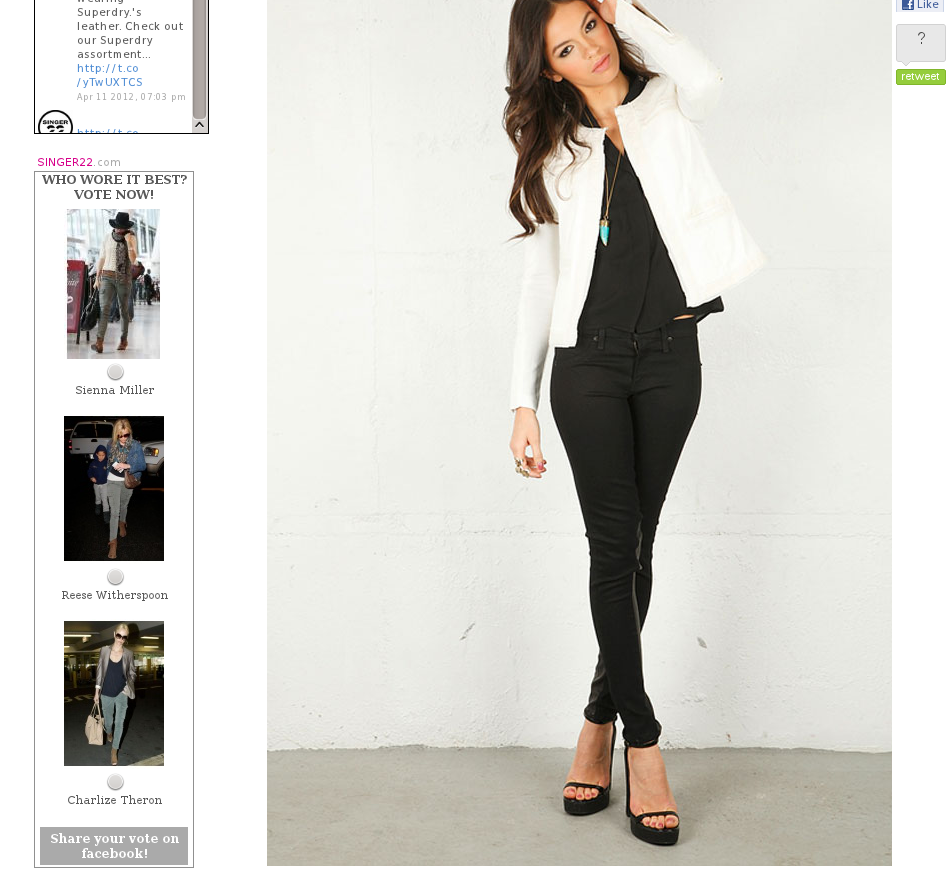 wearing
Superdry.'s
leather. Check out
our Superdry
assortment...
http://t.co
/yTwUXTCS
Apr 11 2012, 07:03 pm
SINGER
http://t.co
SINGER22.com
WHO WORE IT BEST?
VOTE NOW!
Sienna Miller
Reese Witherspoon
Charlize Theron
Share your vote on
facebook!
Like
?
retweet